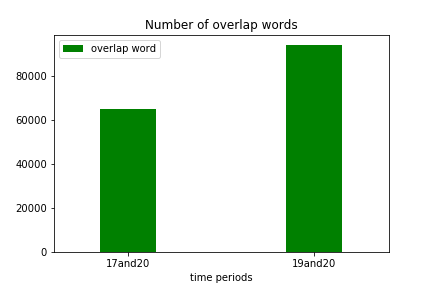 Number of overlap words
overlap word
80000
60000
40000
20000
0
17and20 19and20
time periods